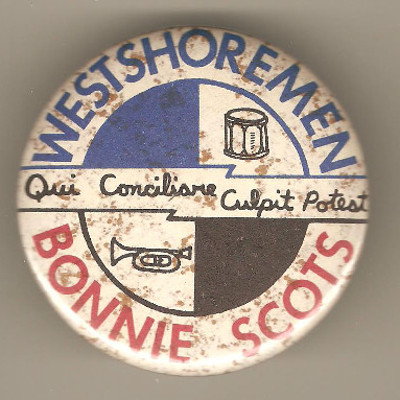 WESTSHOREMEN
Qui Conciliare Culpit Potest
BONNIE SCOTS